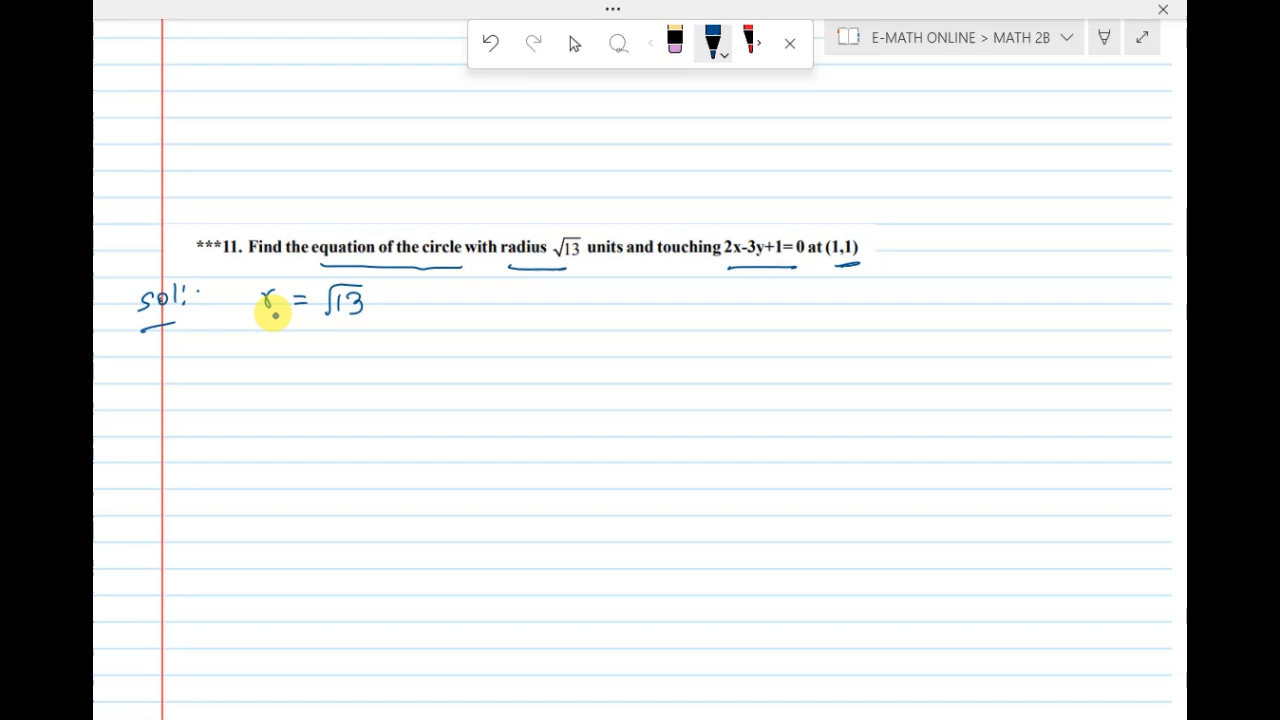 E-MATH ONLINE > MATH 2B
***11. Find the equation of the circle with radius √13 units and touching 2x-3y+1= 0 at (1,1)
sol:
r = √13